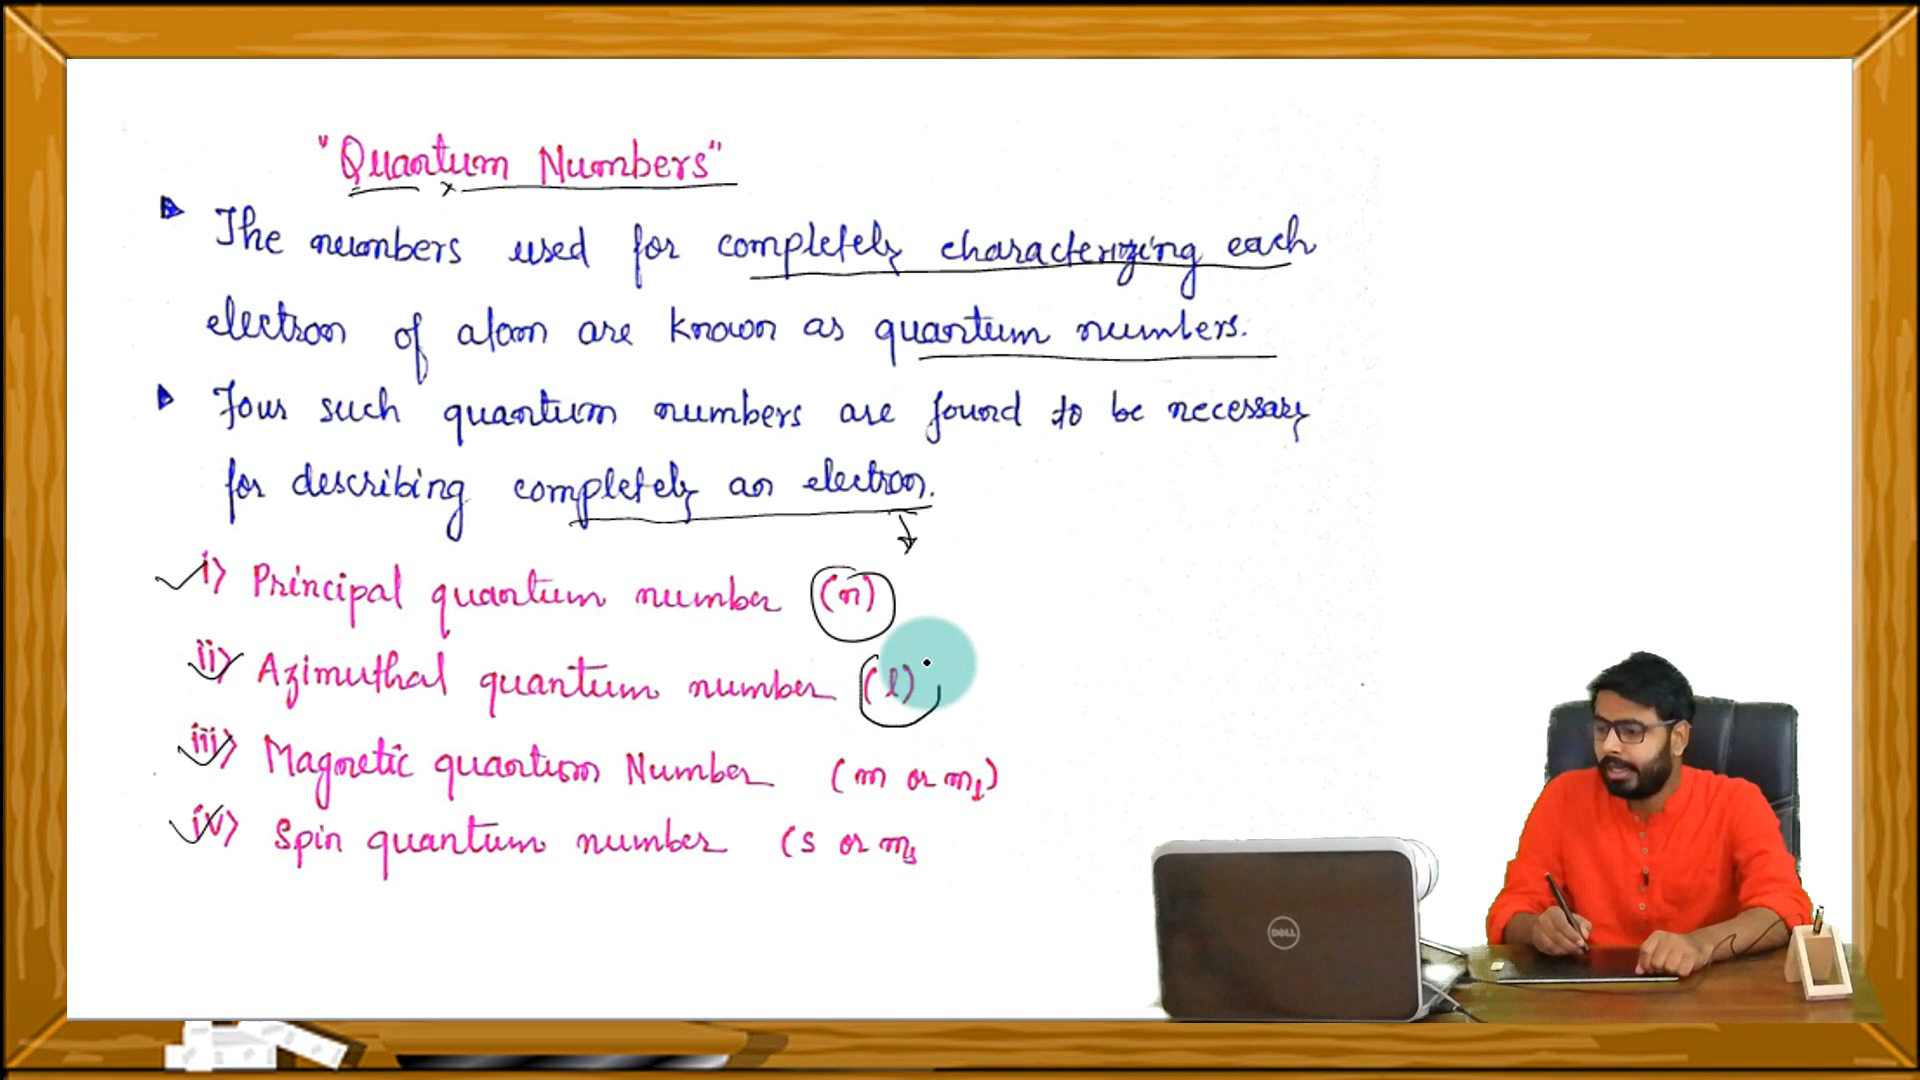 "Quantum Numbers"
The numbers used for completely characterizing each
electron of atom are known as quantum numbers.
Four such quantum numbers are found to be necessary
for describing completely an electron.
i) Principal quantum number (n)
ii) Azimuthal quantum number (l)
iii) Magnetic quantum Number (m or ml)
iv) Spin quantum number (s or ms
DELL